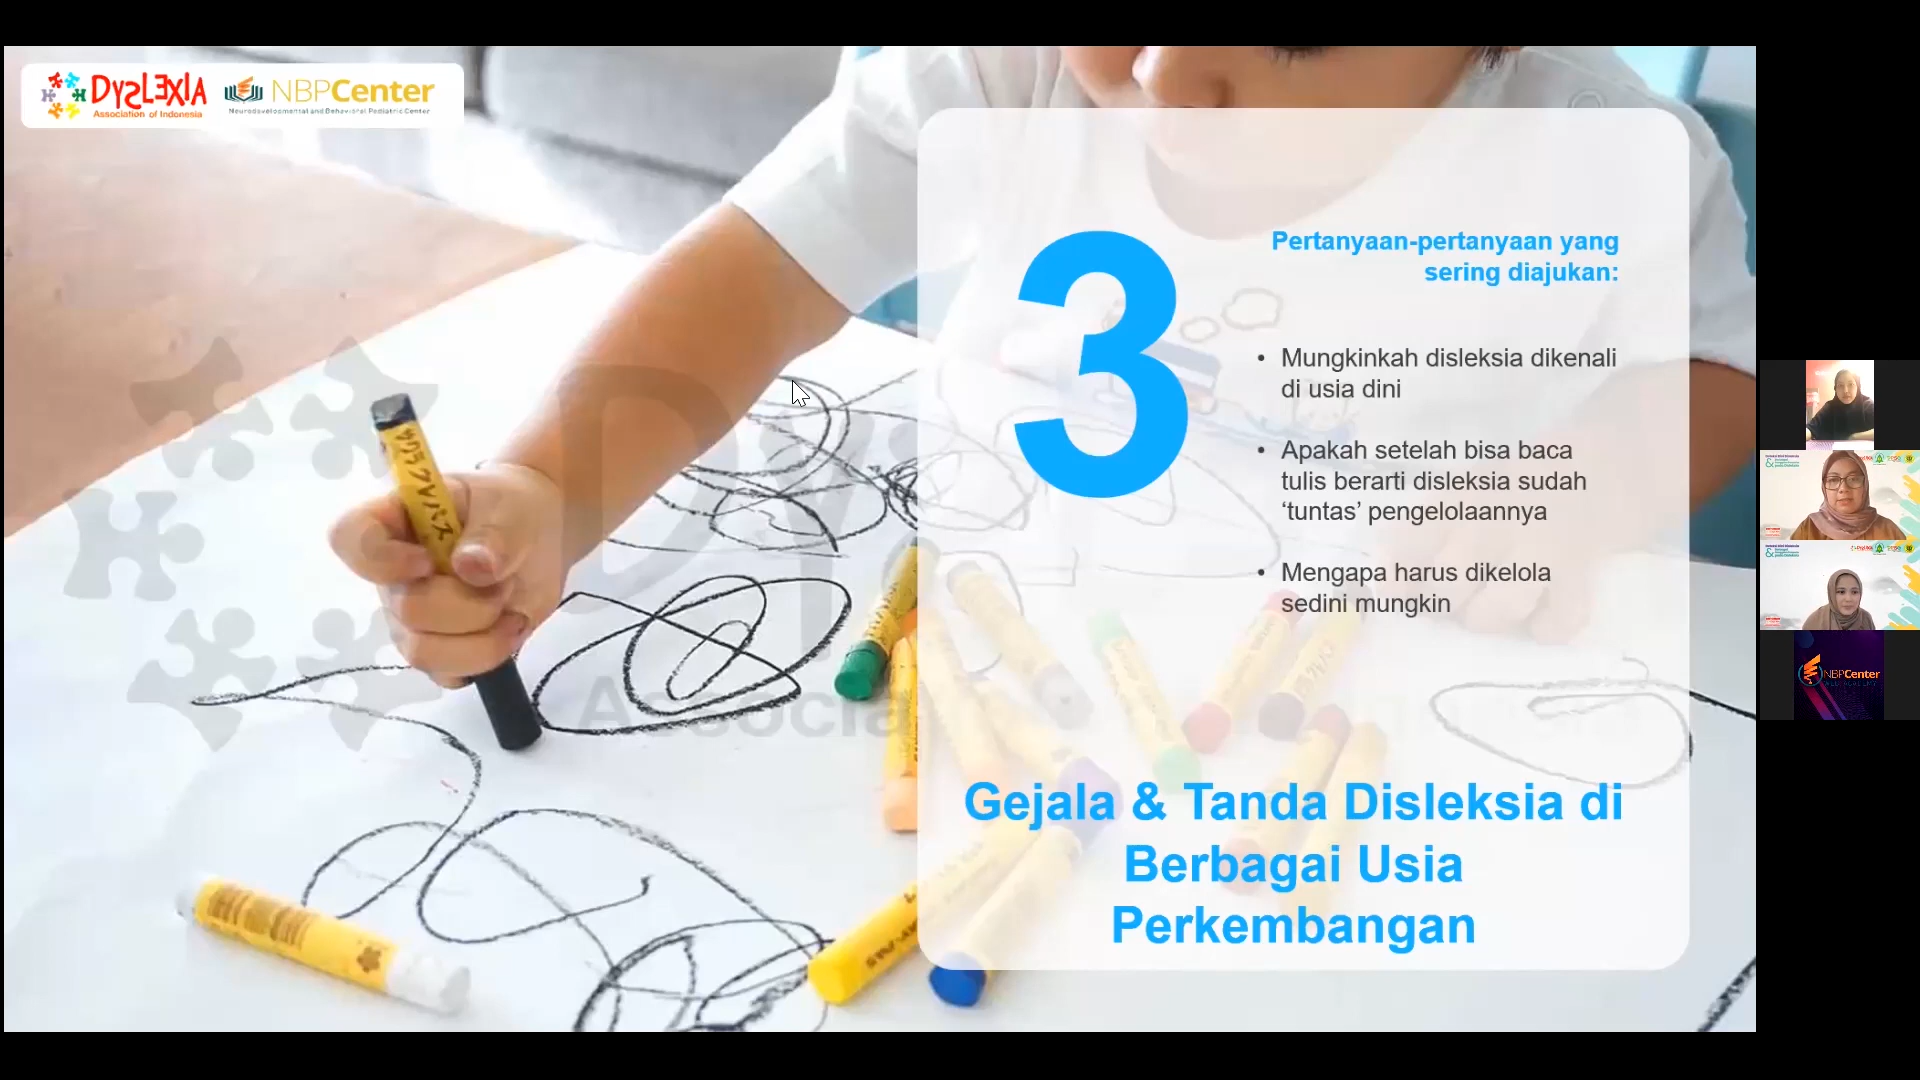 DYSLEXIA
Association of Indonesia
NBPCenter
Neurodevelopmental and Behavioral Pediatric Center
3
Pertanyaan-pertanyaan yang
sering diajukan:
• Mungkinkah disleksia dikenali
di usia dini
• Apakah setelah bisa baca
tulis berarti disleksia sudah
‘tuntas’ pengelolaannya
• Mengapa harus dikelola
sedini mungkin
Gejala & Tanda Disleksia di
Berbagai Usia
Perkembangan
Dy
Associa
NBPCenter